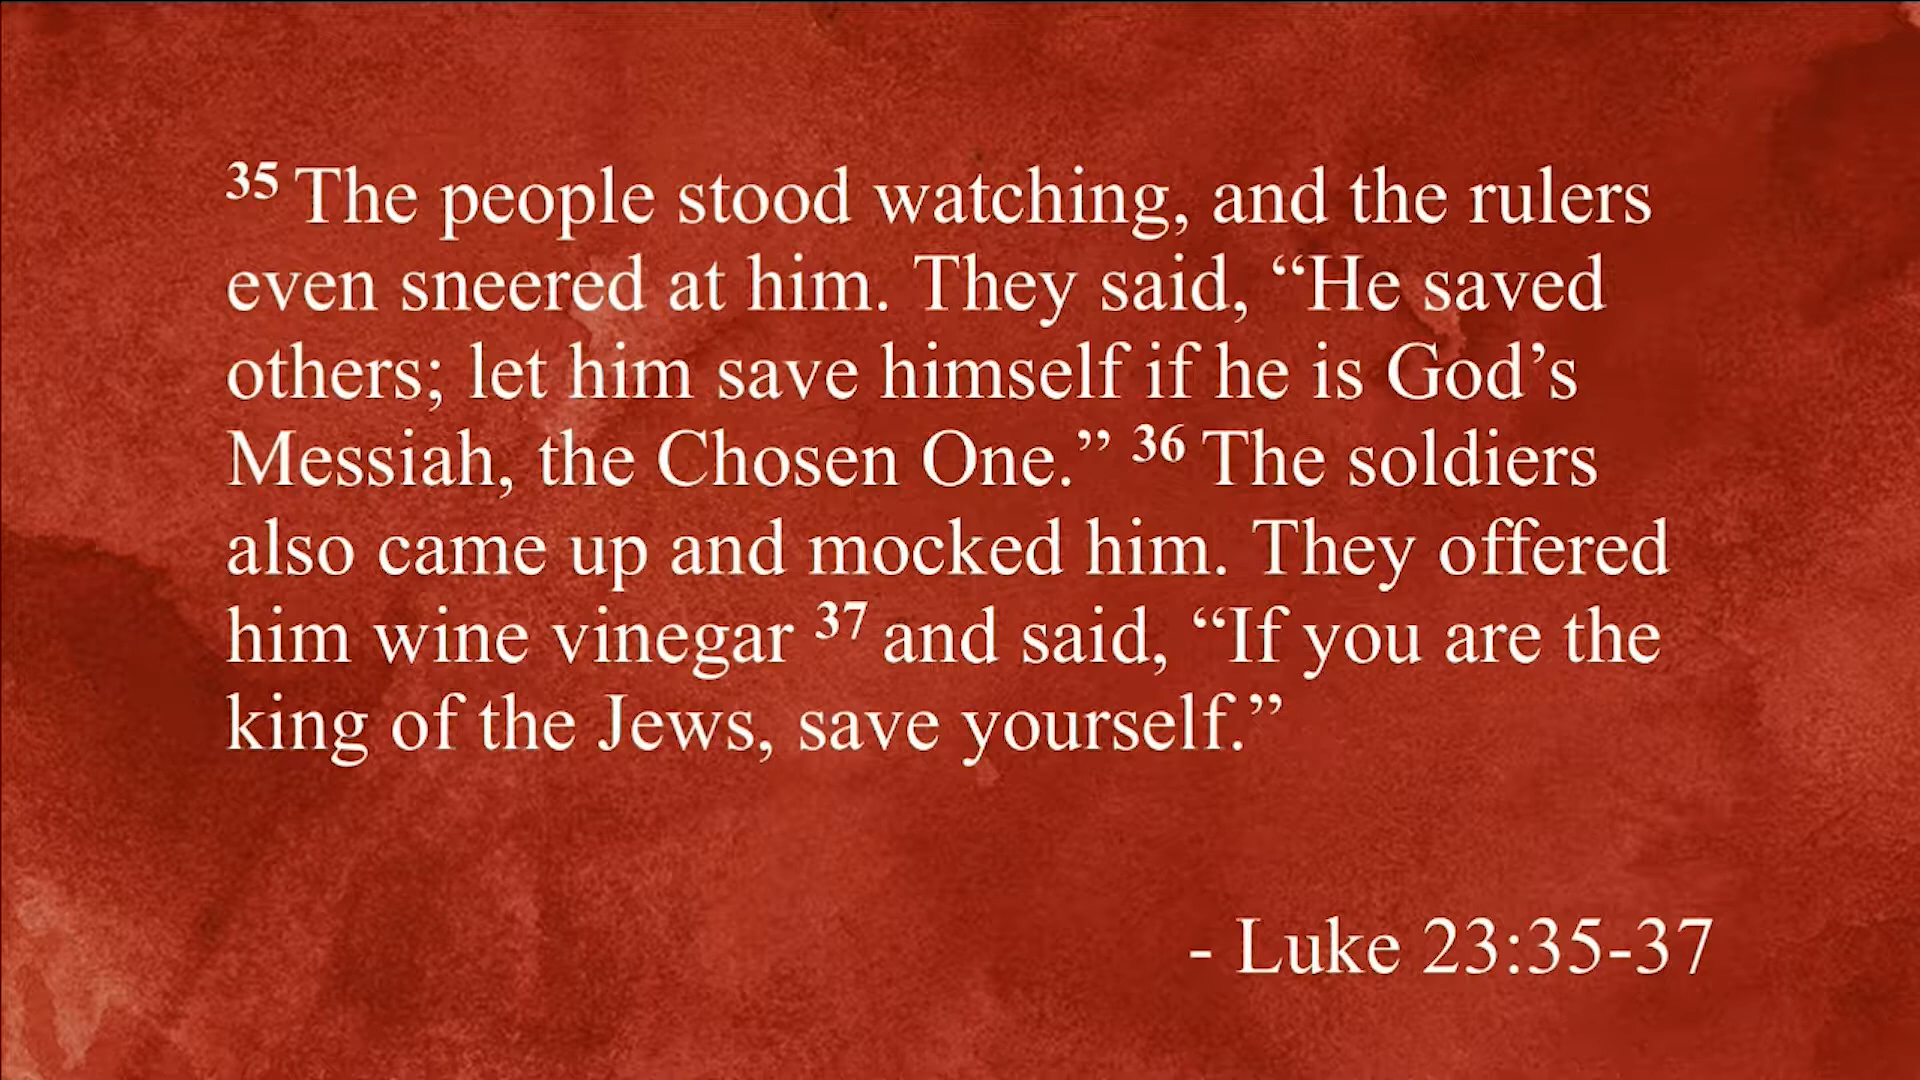 35 The people stood watching, and the rulers
even sneered at him. They said, “He saved
others; let him save himself if he is God’s
Messiah, the Chosen One.” 36 The soldiers
also came up and mocked him. They offered
him wine vinegar 37 and said, “If you are the
king of the Jews, save yourself.”
- Luke 23:35-37